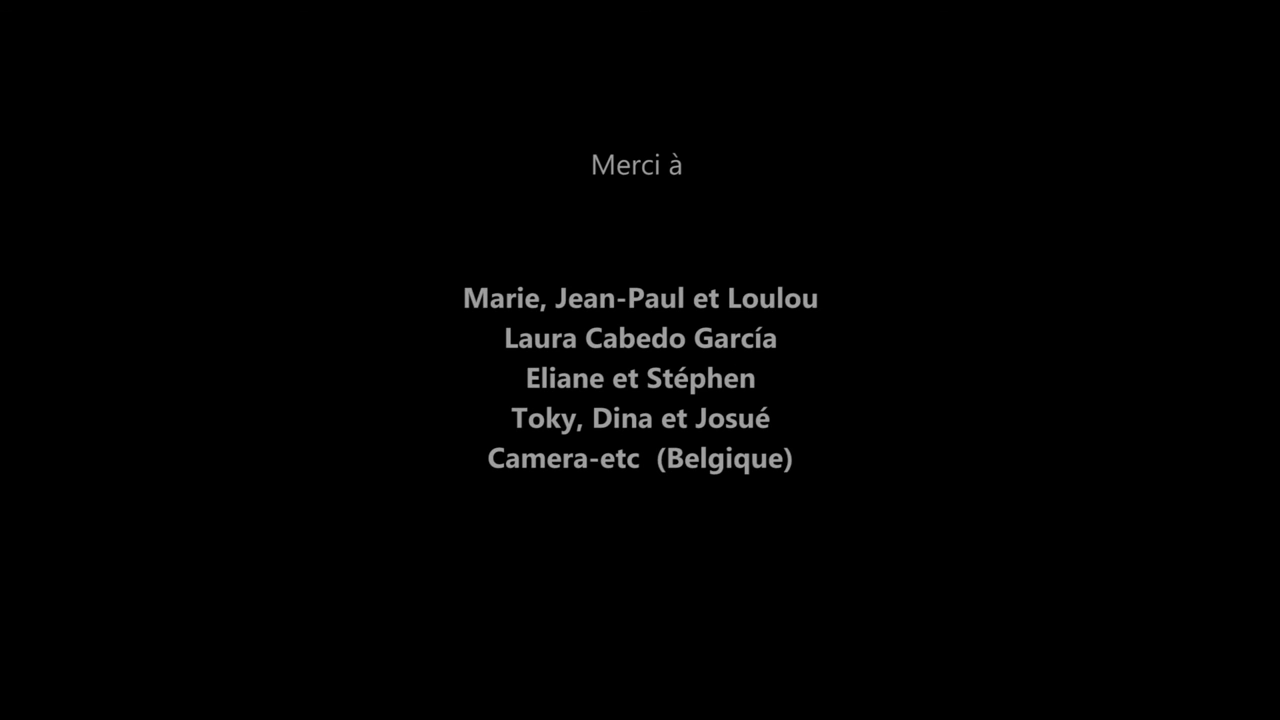 Merci à
Marie, Jean-Paul et Loulou
Laura Cabedo García
Eliane et Stéphen
Toky, Dina et Josué
Camera-etc  (Belgique)